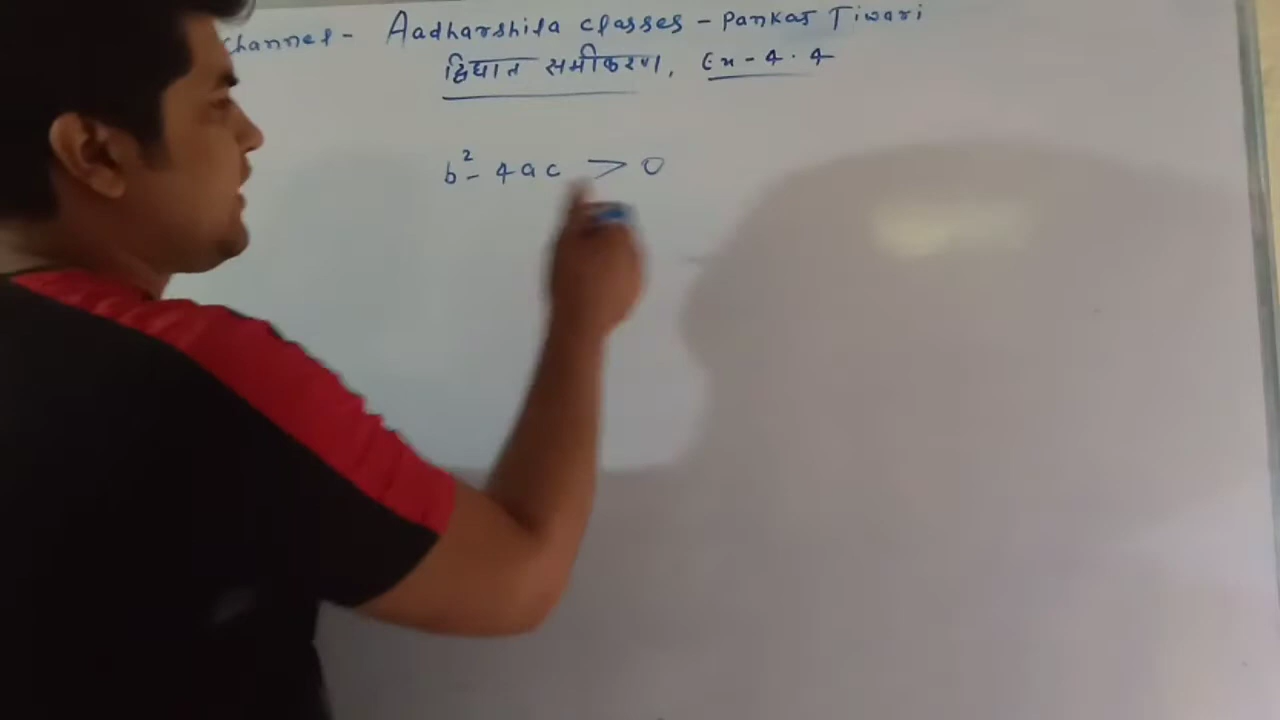 Channel - Aadharshila Classes - Pankaj Tiwari
द्विघात समीकरण, Ex - 4.4
b² - 4ac > 0